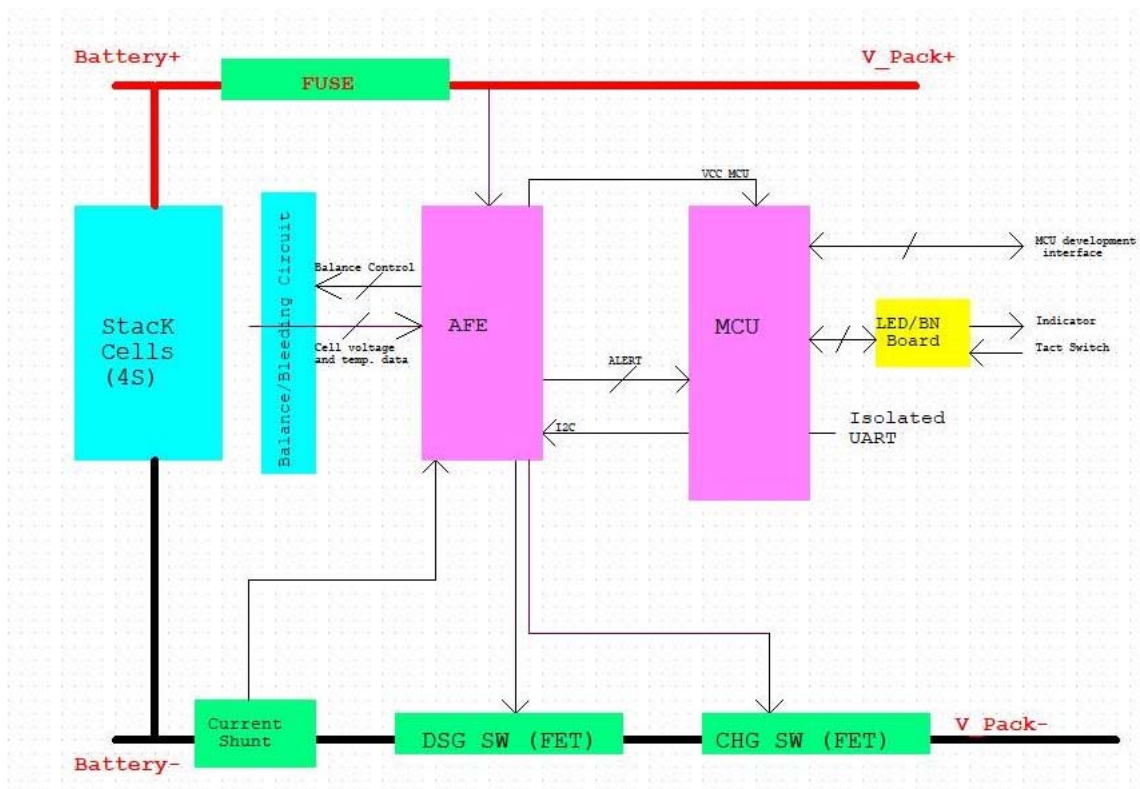 Battery+
V_Pack+
FUSE
VCC MCU
Balance/Bleeding Circuit
Balance Control
MCU development
interface
StacK
Cells
(4S)
AFE
MCU
LED/BN
Board
Indicator
Tact Switch
Cell voltage
and temp. data
ALERT
I2C
Isolated
UART
Current
Shunt
DSG SW (FET)
CHG SW (FET)
V_Pack-
Battery-